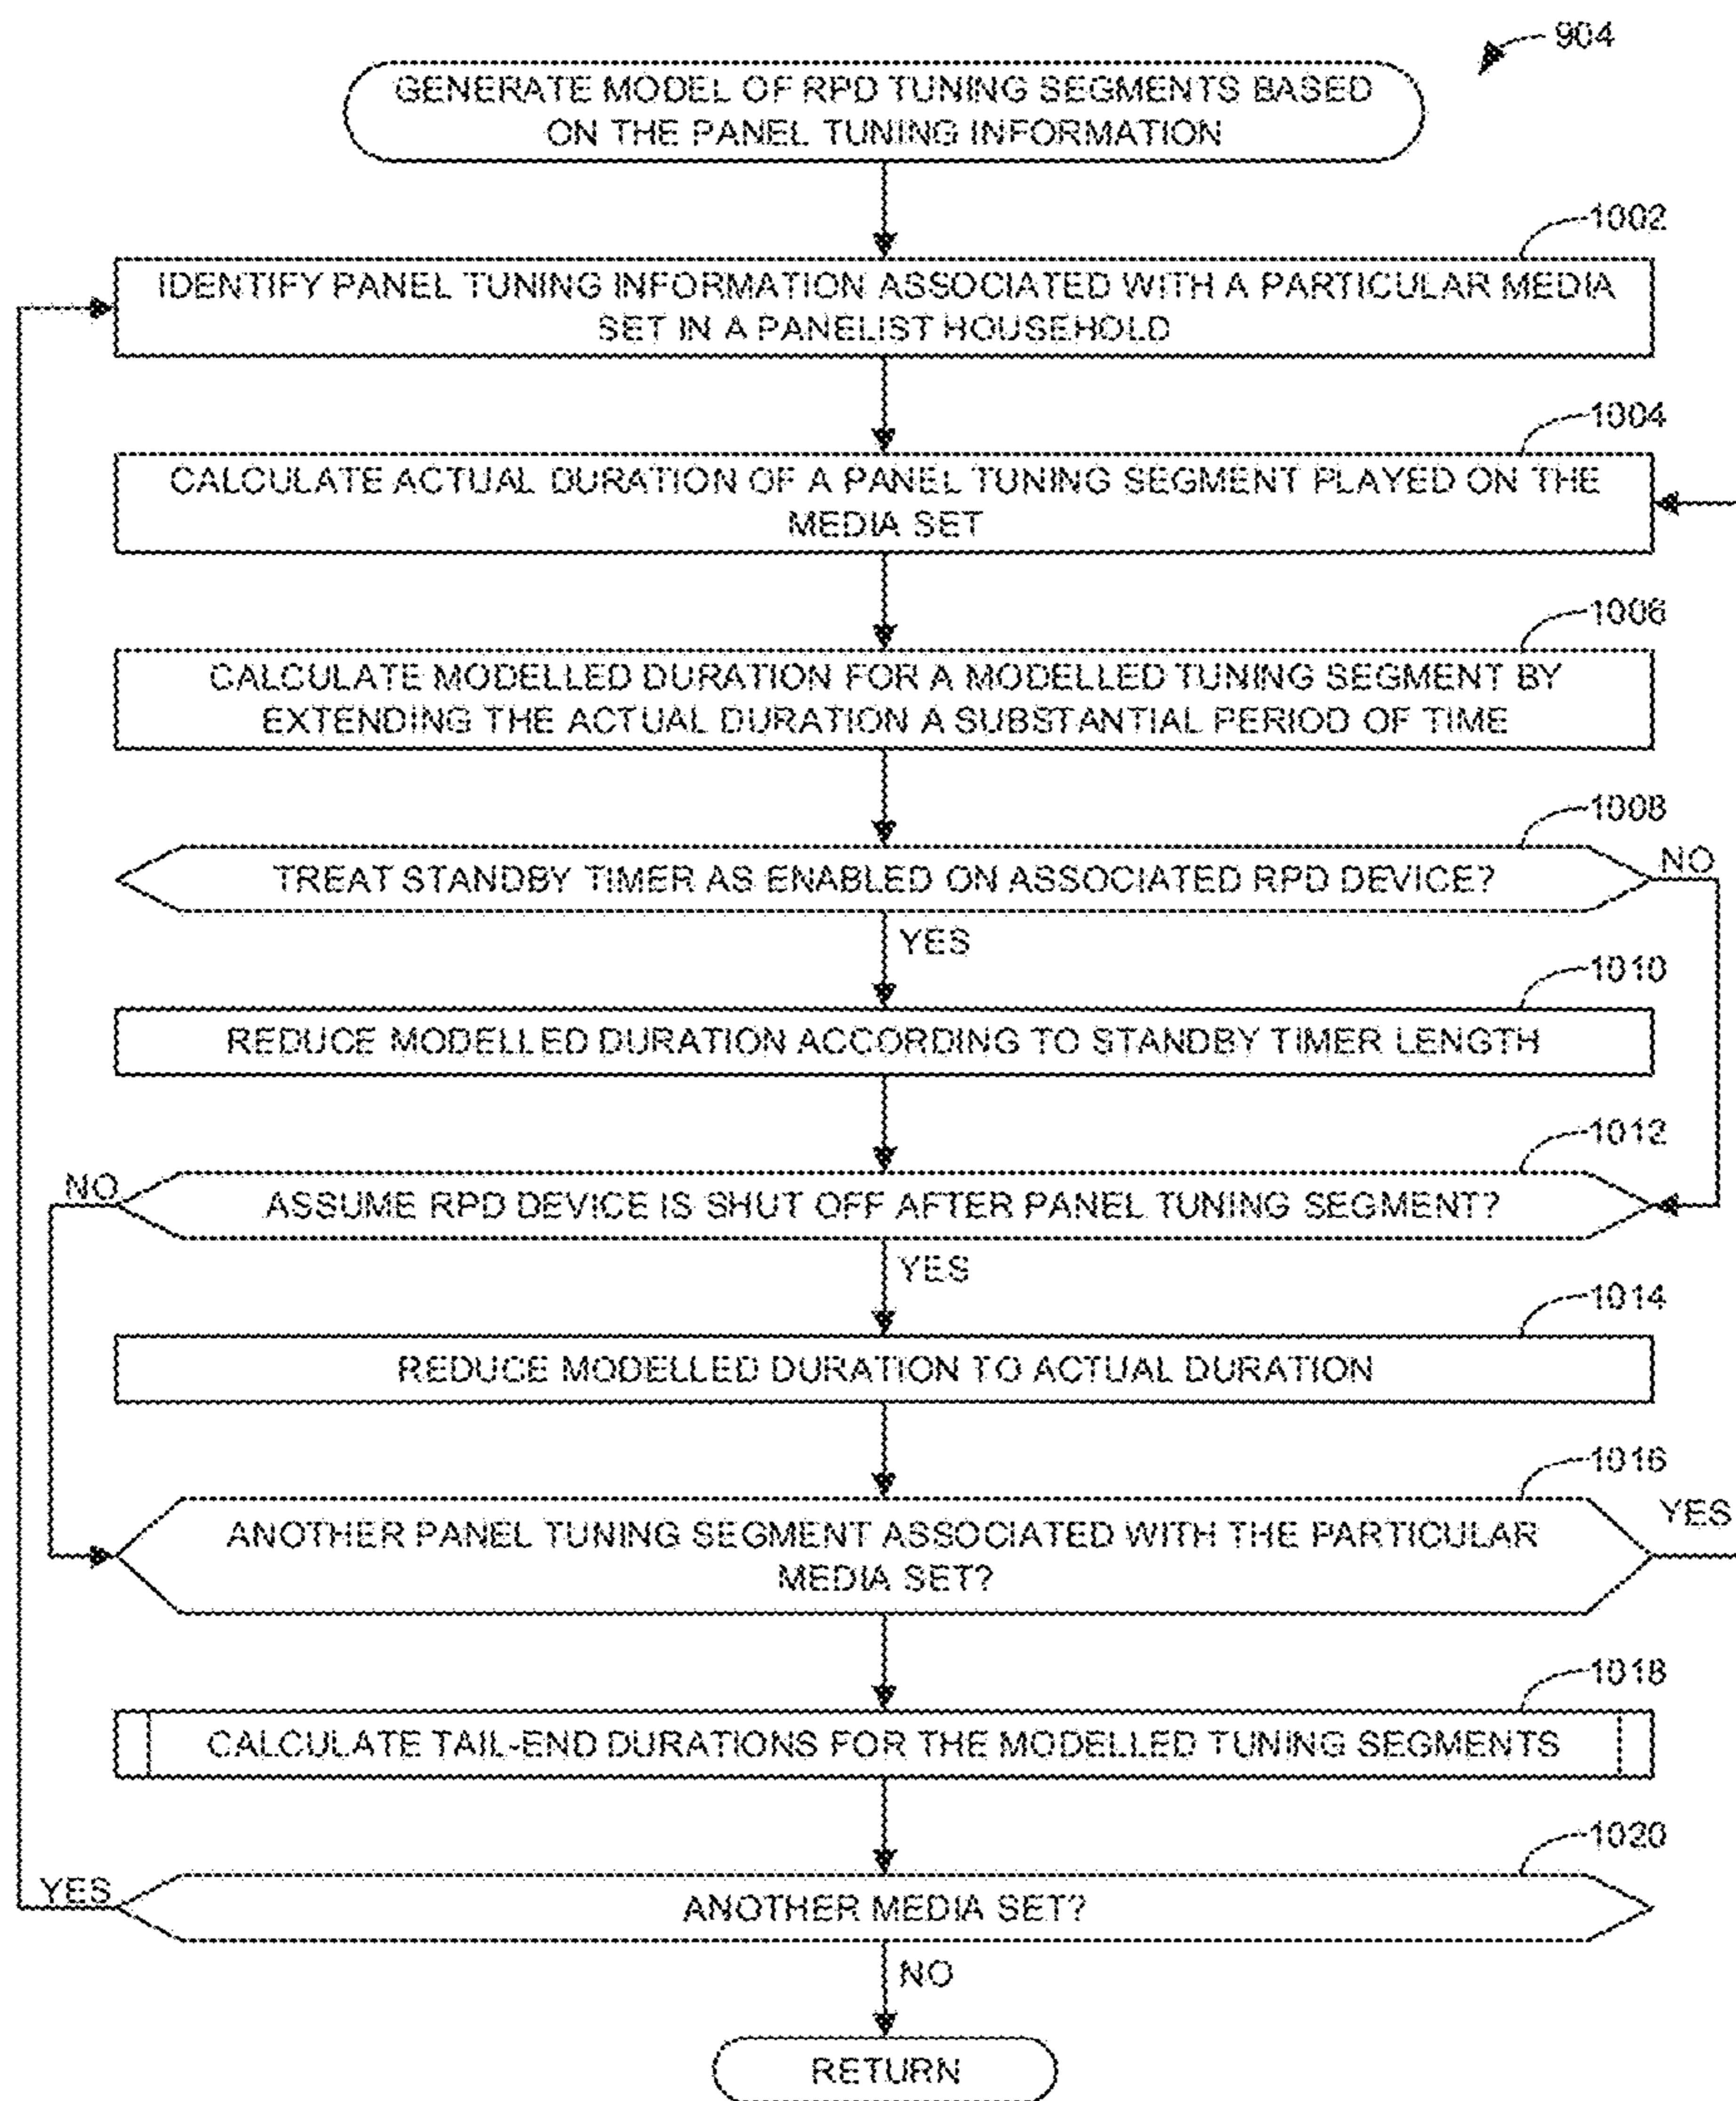 904
GENERATE MODEL OF RPD TUNING SEGMENTS BASED
ON THE PANEL TUNING INFORMATION
1002
IDENTIFY PANEL TUNING INFORMATION ASSOCIATED WITH A PARTICULAR MEDIA
SET IN A PANELIST HOUSEHOLD
1004
CALCULATE ACTUAL DURATION OF A PANEL TUNING SEGMENT PLAYED ON THE
MEDIA SET
1006
CALCULATE MODELLED DURATION FOR A MODELLED TUNING SEGMENT BY
EXTENDING THE ACTUAL DURATION A SUBSTANTIAL PERIOD OF TIME
1008
TREAT STANDBY TIMER AS ENABLED ON ASSOCIATED RPD DEVICE?
NO
YES
1010
REDUCE MODELLED DURATION ACCORDING TO STANDBY TIMER LENGTH
1012
NO
ASSUME RPD DEVICE IS SHUT OFF AFTER PANEL TUNING SEGMENT?
YES
1014
REDUCE MODELLED DURATION TO ACTUAL DURATION
1016
YES
ANOTHER PANEL TUNING SEGMENT ASSOCIATED WITH THE PARTICULAR
MEDIA SET?
1018
CALCULATE TAIL-END DURATIONS FOR THE MODELLED TUNING SEGMENTS
1020
YES
ANOTHER MEDIA SET?
NO
RETURN